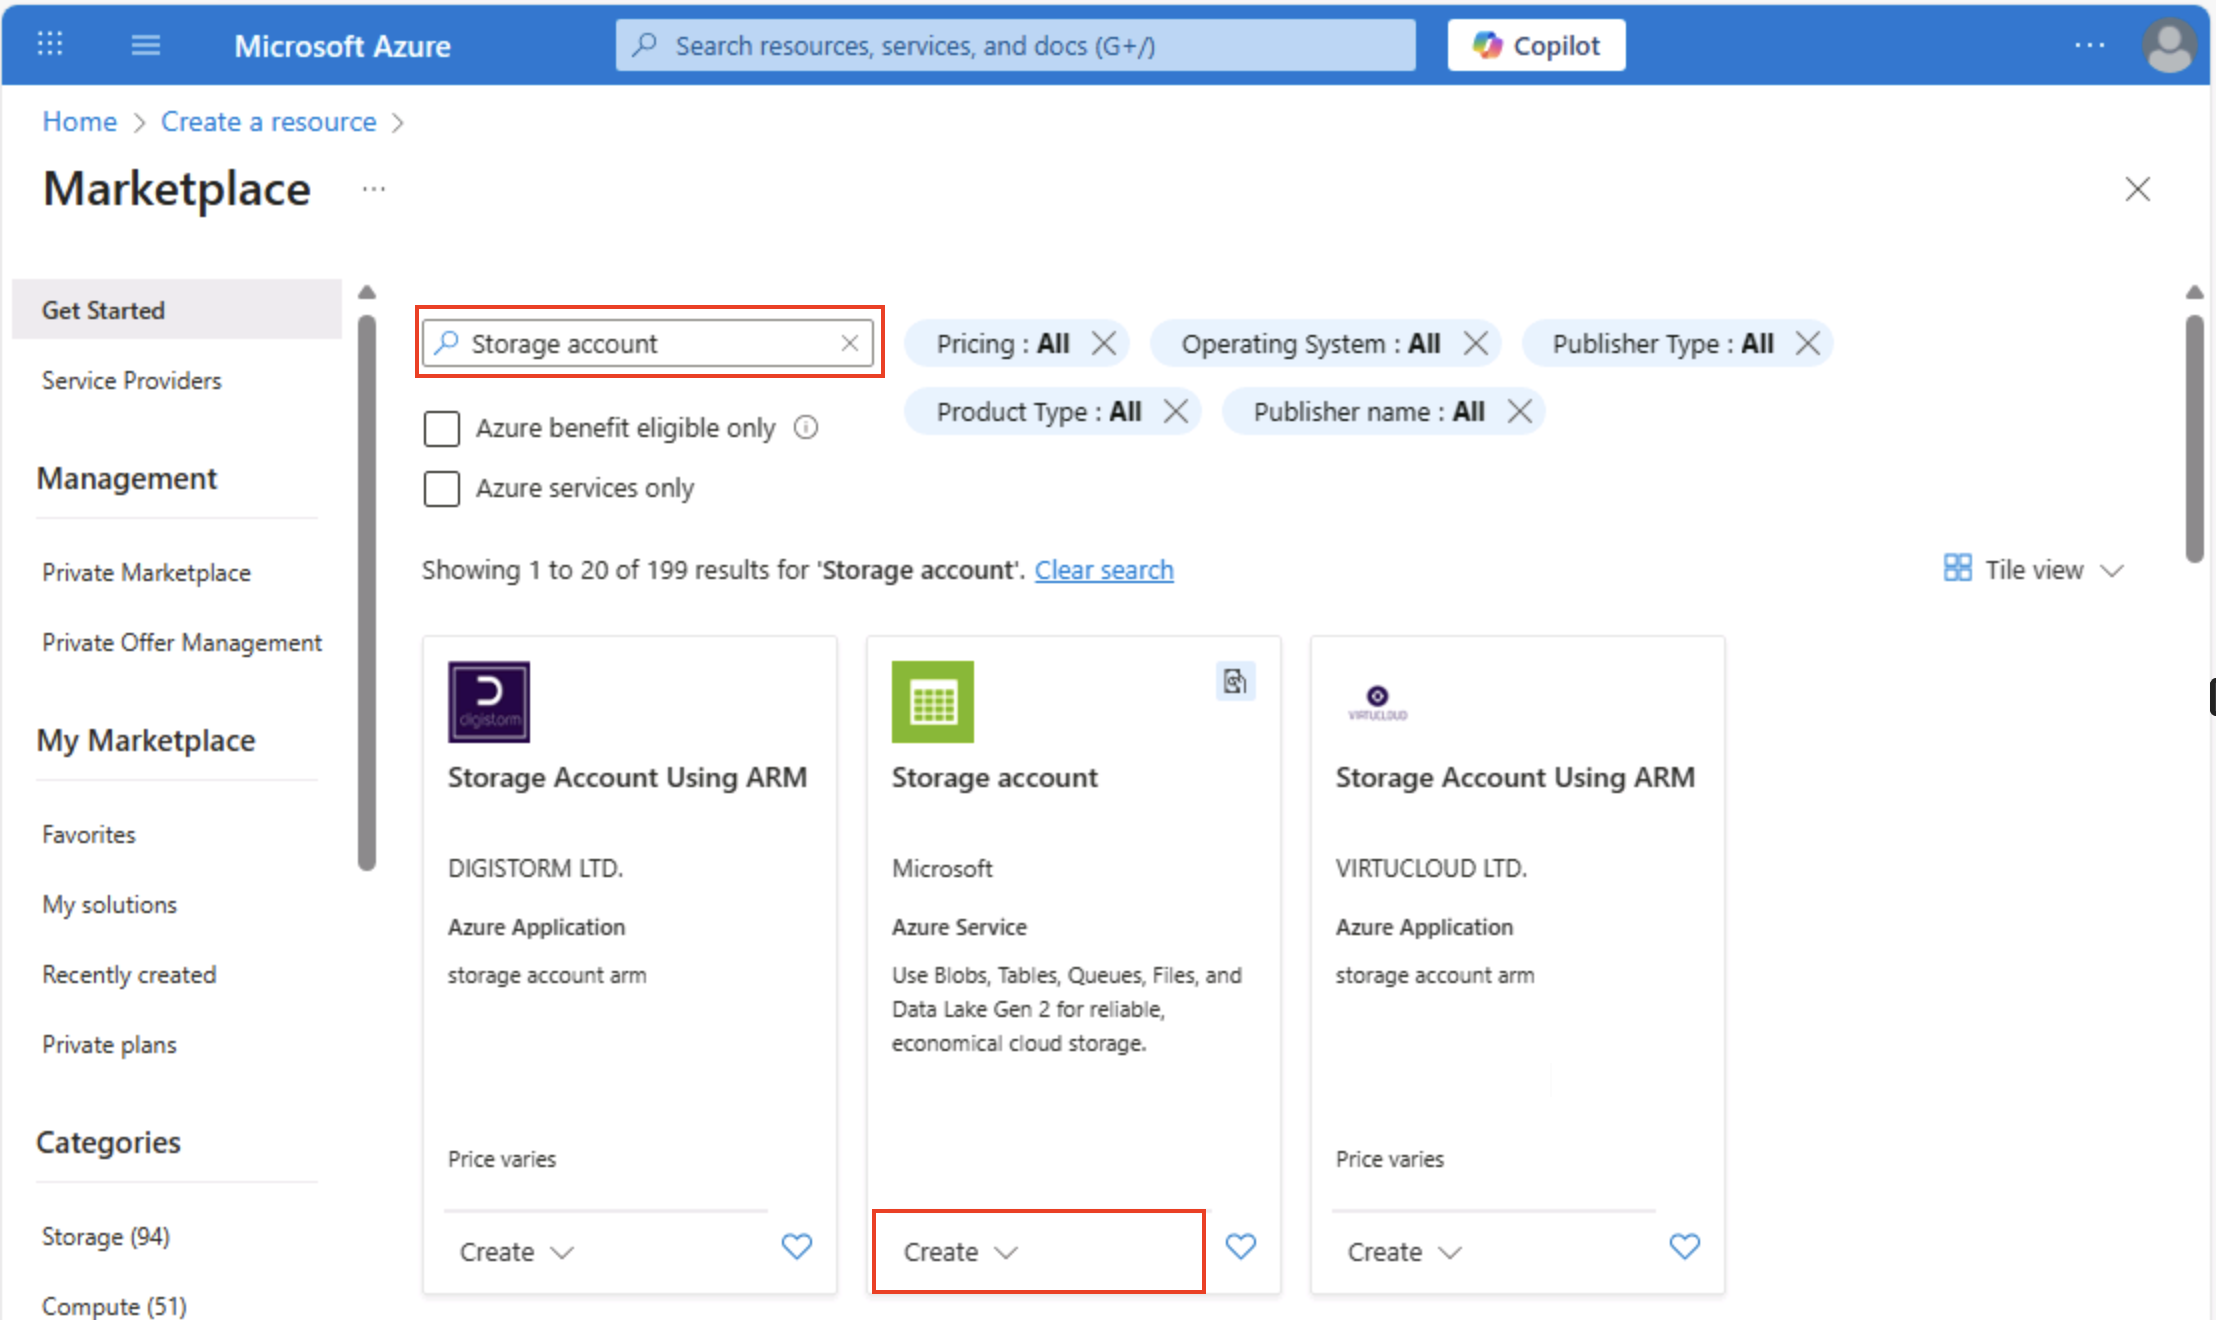 Microsoft Azure
Search resources, services, and docs (G+/)
Copilot
Home
Create a resource
Marketplace
Get Started
Service Providers
Management
Private Marketplace
Private Offer Management
My Marketplace
Favorites
My solutions
Recently created
Private plans
Categories
Storage (94)
Compute (51)
Storage account
Pricing : All
Operating System : All
Publisher Type : All
Product Type : All
Publisher name : All
Azure benefit eligible only
Azure services only
Showing 1 to 20 of 199 results for 'Storage account'. Clear search
Tile view
digistorm
Storage Account Using ARM
DIGISTORM LTD.
Azure Application
storage account arm
Price varies
Create
Storage account
Microsoft
Azure Service
Use Blobs, Tables, Queues, Files, and
Data Lake Gen 2 for reliable,
economical cloud storage.
Create
VIRTUCLOUD
Storage Account Using ARM
VIRTUCLOUD LTD.
Azure Application
storage account arm
Price varies
Create